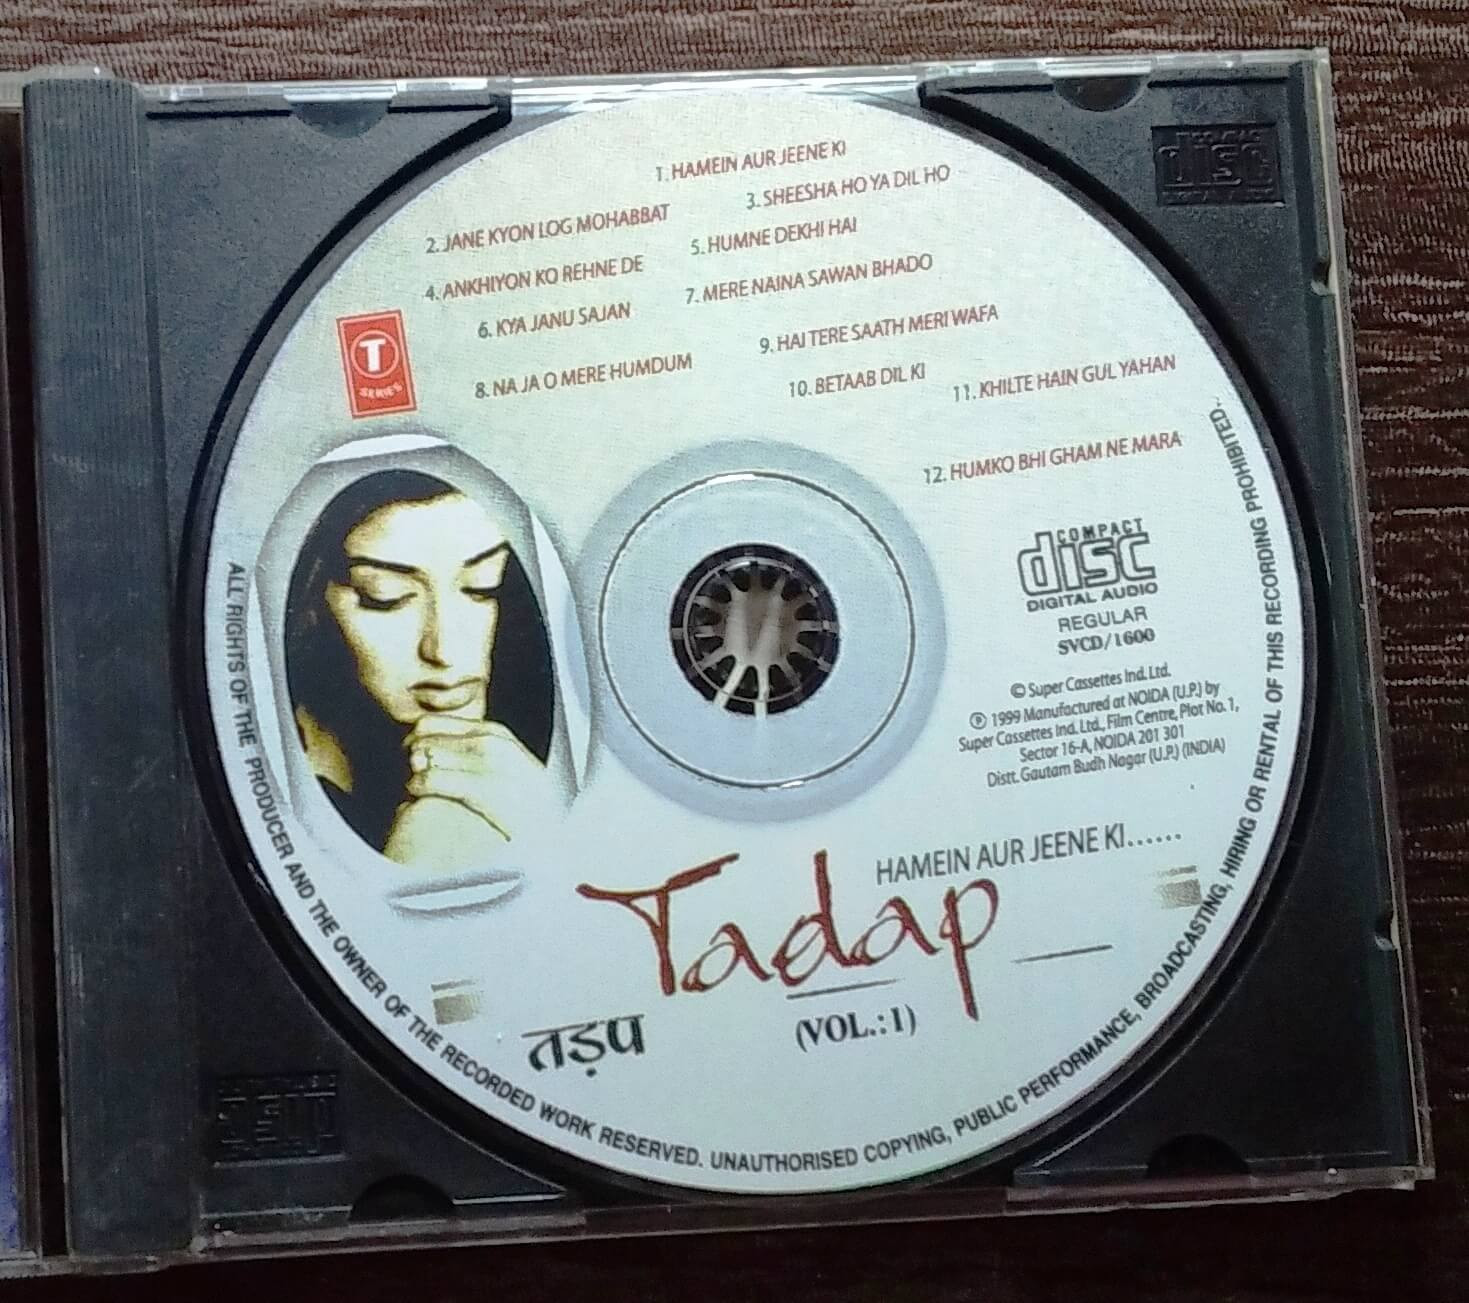 1. HAMEIN AUR JEENE KI
2. JANE KYON LOG MOHABBAT
3. SHEESHA HO YA DIL HO
4. ANKHIYON KO REHNE DE
5. HUMNE DEKHI HAI
6. KYA JANU SAJAN
7. MERE NAINA SAWAN BHADO
8. NA JA O MERE HUMDUM
9. HAI TERE SAATH MERI WAFA
10. BETAAB DIL KI
11. KHILTE HAIN GUL YAHAN
12. HUMKO BHI GHAM NE MARA
T
SERIES
COMPACT
disc
DIGITAL AUDIO
REGULAR
SVCD/1600
© Super Cassettes Ind. Ltd.
℗ 1999 Manufactured at NOIDA (U.P.) by
Super Cassettes Ind. Ltd., Film Centre, Plot No. 1,
Sector 16-A, NOIDA 201 301
Distt. Gautam Budh Nagar (U.P.) (INDIA)
HAMEIN AUR JEENE KI......
Tadap
(VOL.:1)
तड़प
ALL RIGHTS OF THE PRODUCER AND THE OWNER OF THE RECORDED WORK RESERVED. UNAUTHORISED COPYING, PUBLIC PERFORMANCE, BROADCASTING, HIRING OR RENTAL OF THIS RECORDING PROHIBITED.
disc